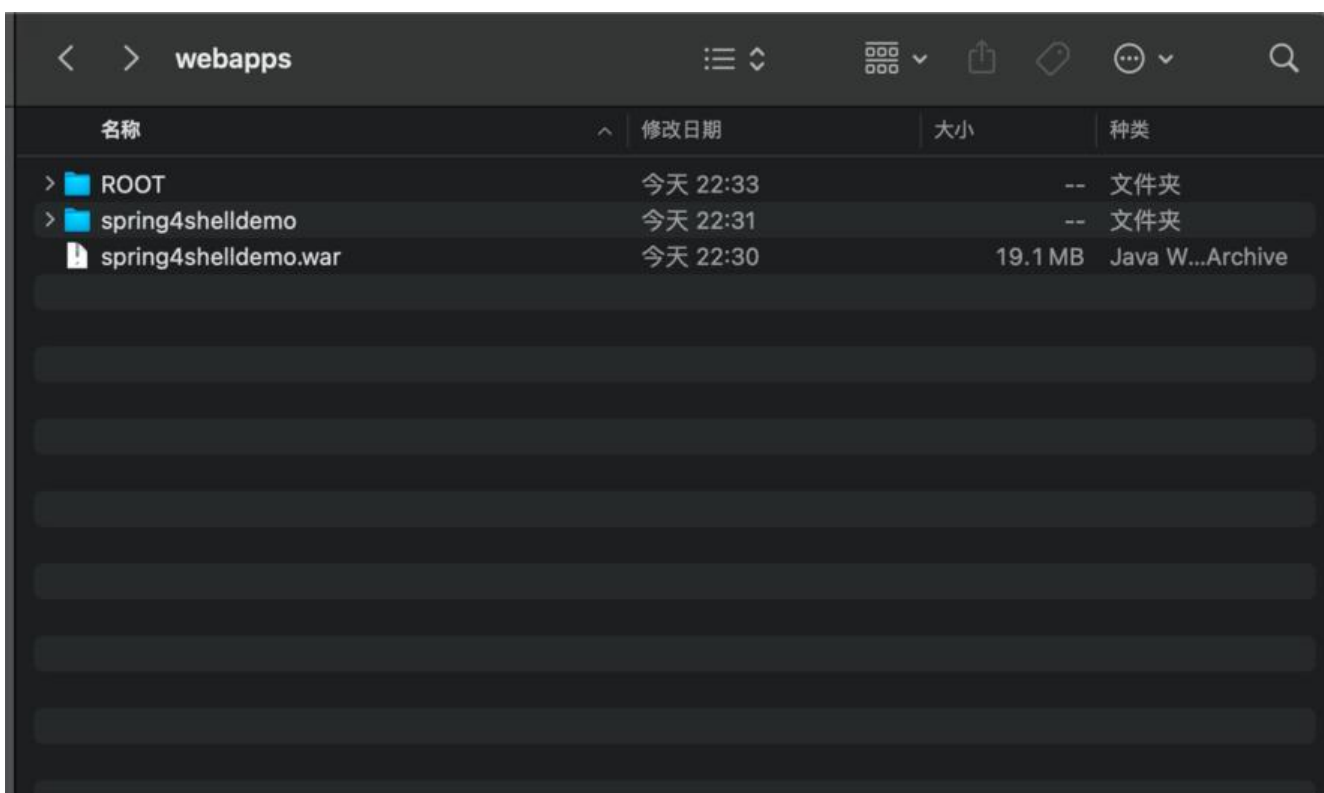 webapps
名称 修改日期 大小 种类
ROOT 今天 22:33 -- 文件夹
spring4shelldemo 今天 22:31 -- 文件夹
spring4shelldemo.war 今天 22:30 19.1 MB Java W...Archive